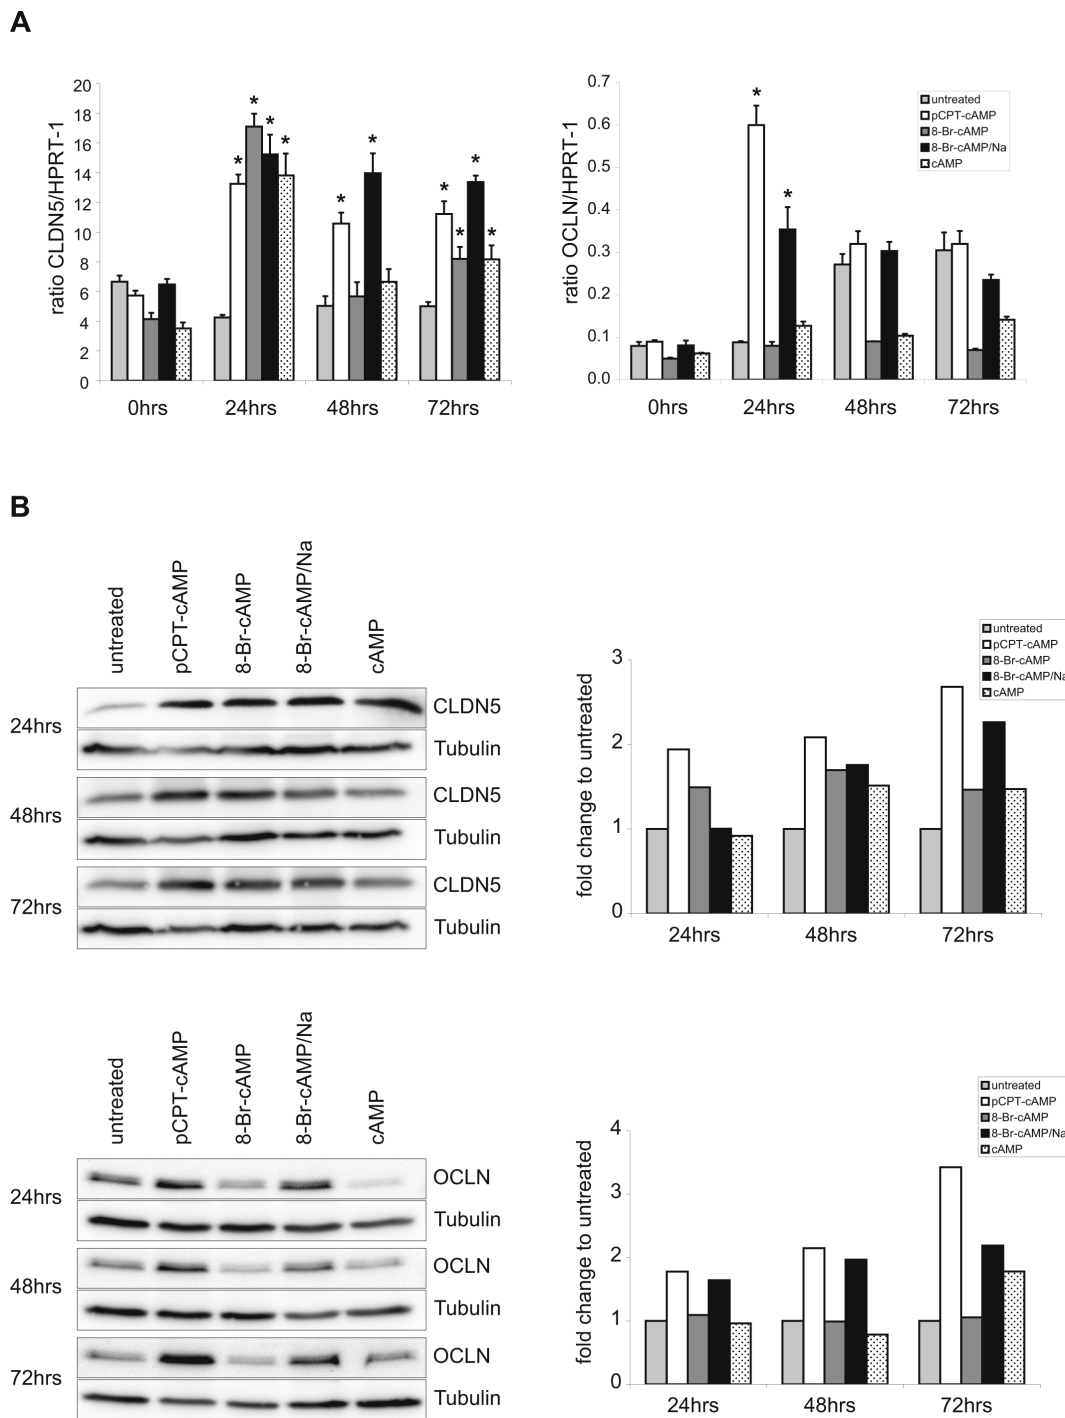 A
ratio CLDN5/HPRT-1
20
18
16
14
12
10
8
6
4
2
0
* * * * * * * * * *
0hrs 24hrs 48hrs 72hrs
ratio OCLN/HPRT-1
0.7
0.6
0.5
0.4
0.3
0.2
0.1
0.0
* *
0hrs 24hrs 48hrs 72hrs
untreated
pCPT-cAMP
8-Br-cAMP
8-Br-cAMP/Na
cAMP
B
untreated pCPT-cAMP 8-Br-cAMP 8-Br-cAMP/Na cAMP
24hrs
CLDN5
Tubulin
48hrs
CLDN5
Tubulin
72hrs
CLDN5
Tubulin
fold change to untreated
3
2
1
0
24hrs 48hrs 72hrs
untreated
pCPT-cAMP
8-Br-cAMP
8-Br-cAMP/Na
cAMP
untreated pCPT-cAMP 8-Br-cAMP 8-Br-cAMP/Na cAMP
24hrs
OCLN
Tubulin
48hrs
OCLN
Tubulin
72hrs
OCLN
Tubulin
fold change to untreated
4
3
2
1
0
24hrs 48hrs 72hrs
untreated
pCPT-cAMP
8-Br-cAMP
8-Br-cAMP/Na
cAMP